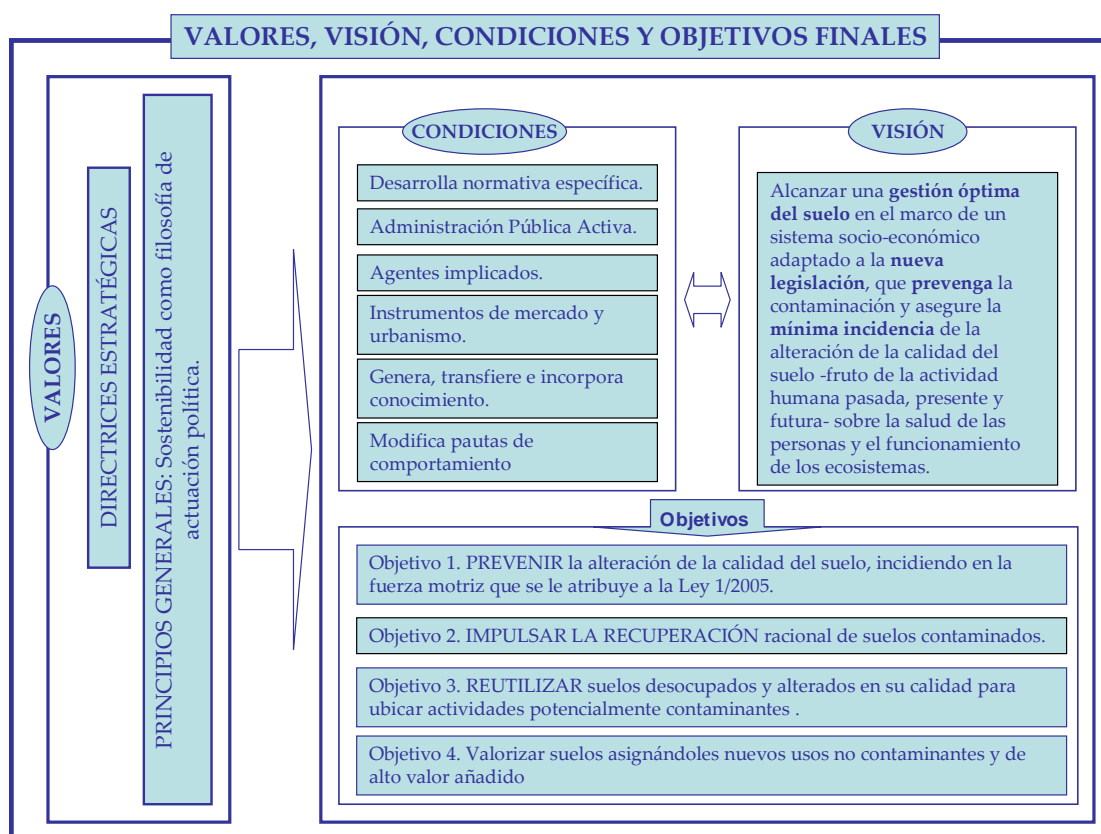 VALORES, VISIÓN, CONDICIONES Y OBJETIVOS FINALES
VALORES
DIRECTRICES ESTRATÉGICAS
PRINCIPIOS GENERALES: Sostenibilidad como filosofía de
actuación política.
CONDICIONES
Desarrolla normativa específica.
Administración Pública Activa.
Agentes implicados.
Instrumentos de mercado y
urbanismo.
Genera, transfiere e incorpora
conocimiento.
Modifica pautas de
comportamiento
VISIÓN
Alcanzar una gestión óptima
del suelo en el marco de un
sistema socio-económico
adaptado a la nueva
legislación, que prevenga la
contaminación y asegure la
mínima incidencia de la
alteración de la calidad del
suelo -fruto de la actividad
humana pasada, presente y
futura- sobre la salud de las
personas y el funcionamiento
de los ecosistemas.
Objetivos
Objetivo 1. PREVENIR la alteración de la calidad del suelo, incidiendo en la
fuerza motriz que se le atribuye a la Ley 1/2005.
Objetivo 2. IMPULSAR LA RECUPERACIÓN racional de suelos contaminados.
Objetivo 3. REUTILIZAR suelos desocupados y alterados en su calidad para
ubicar actividades potencialmente contaminantes .
Objetivo 4. Valorizar suelos asignándoles nuevos usos no contaminantes y de
alto valor añadido